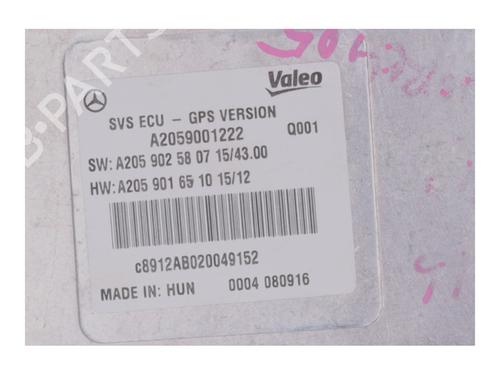 Valeo
SVS ECU - GPS VERSION
A2059001222 Q001
SW: A205 902 58 07 15/43.00
HW: A205 901 65 10 15/12
c8912AB020049152
MADE IN: HUN 0004 080916